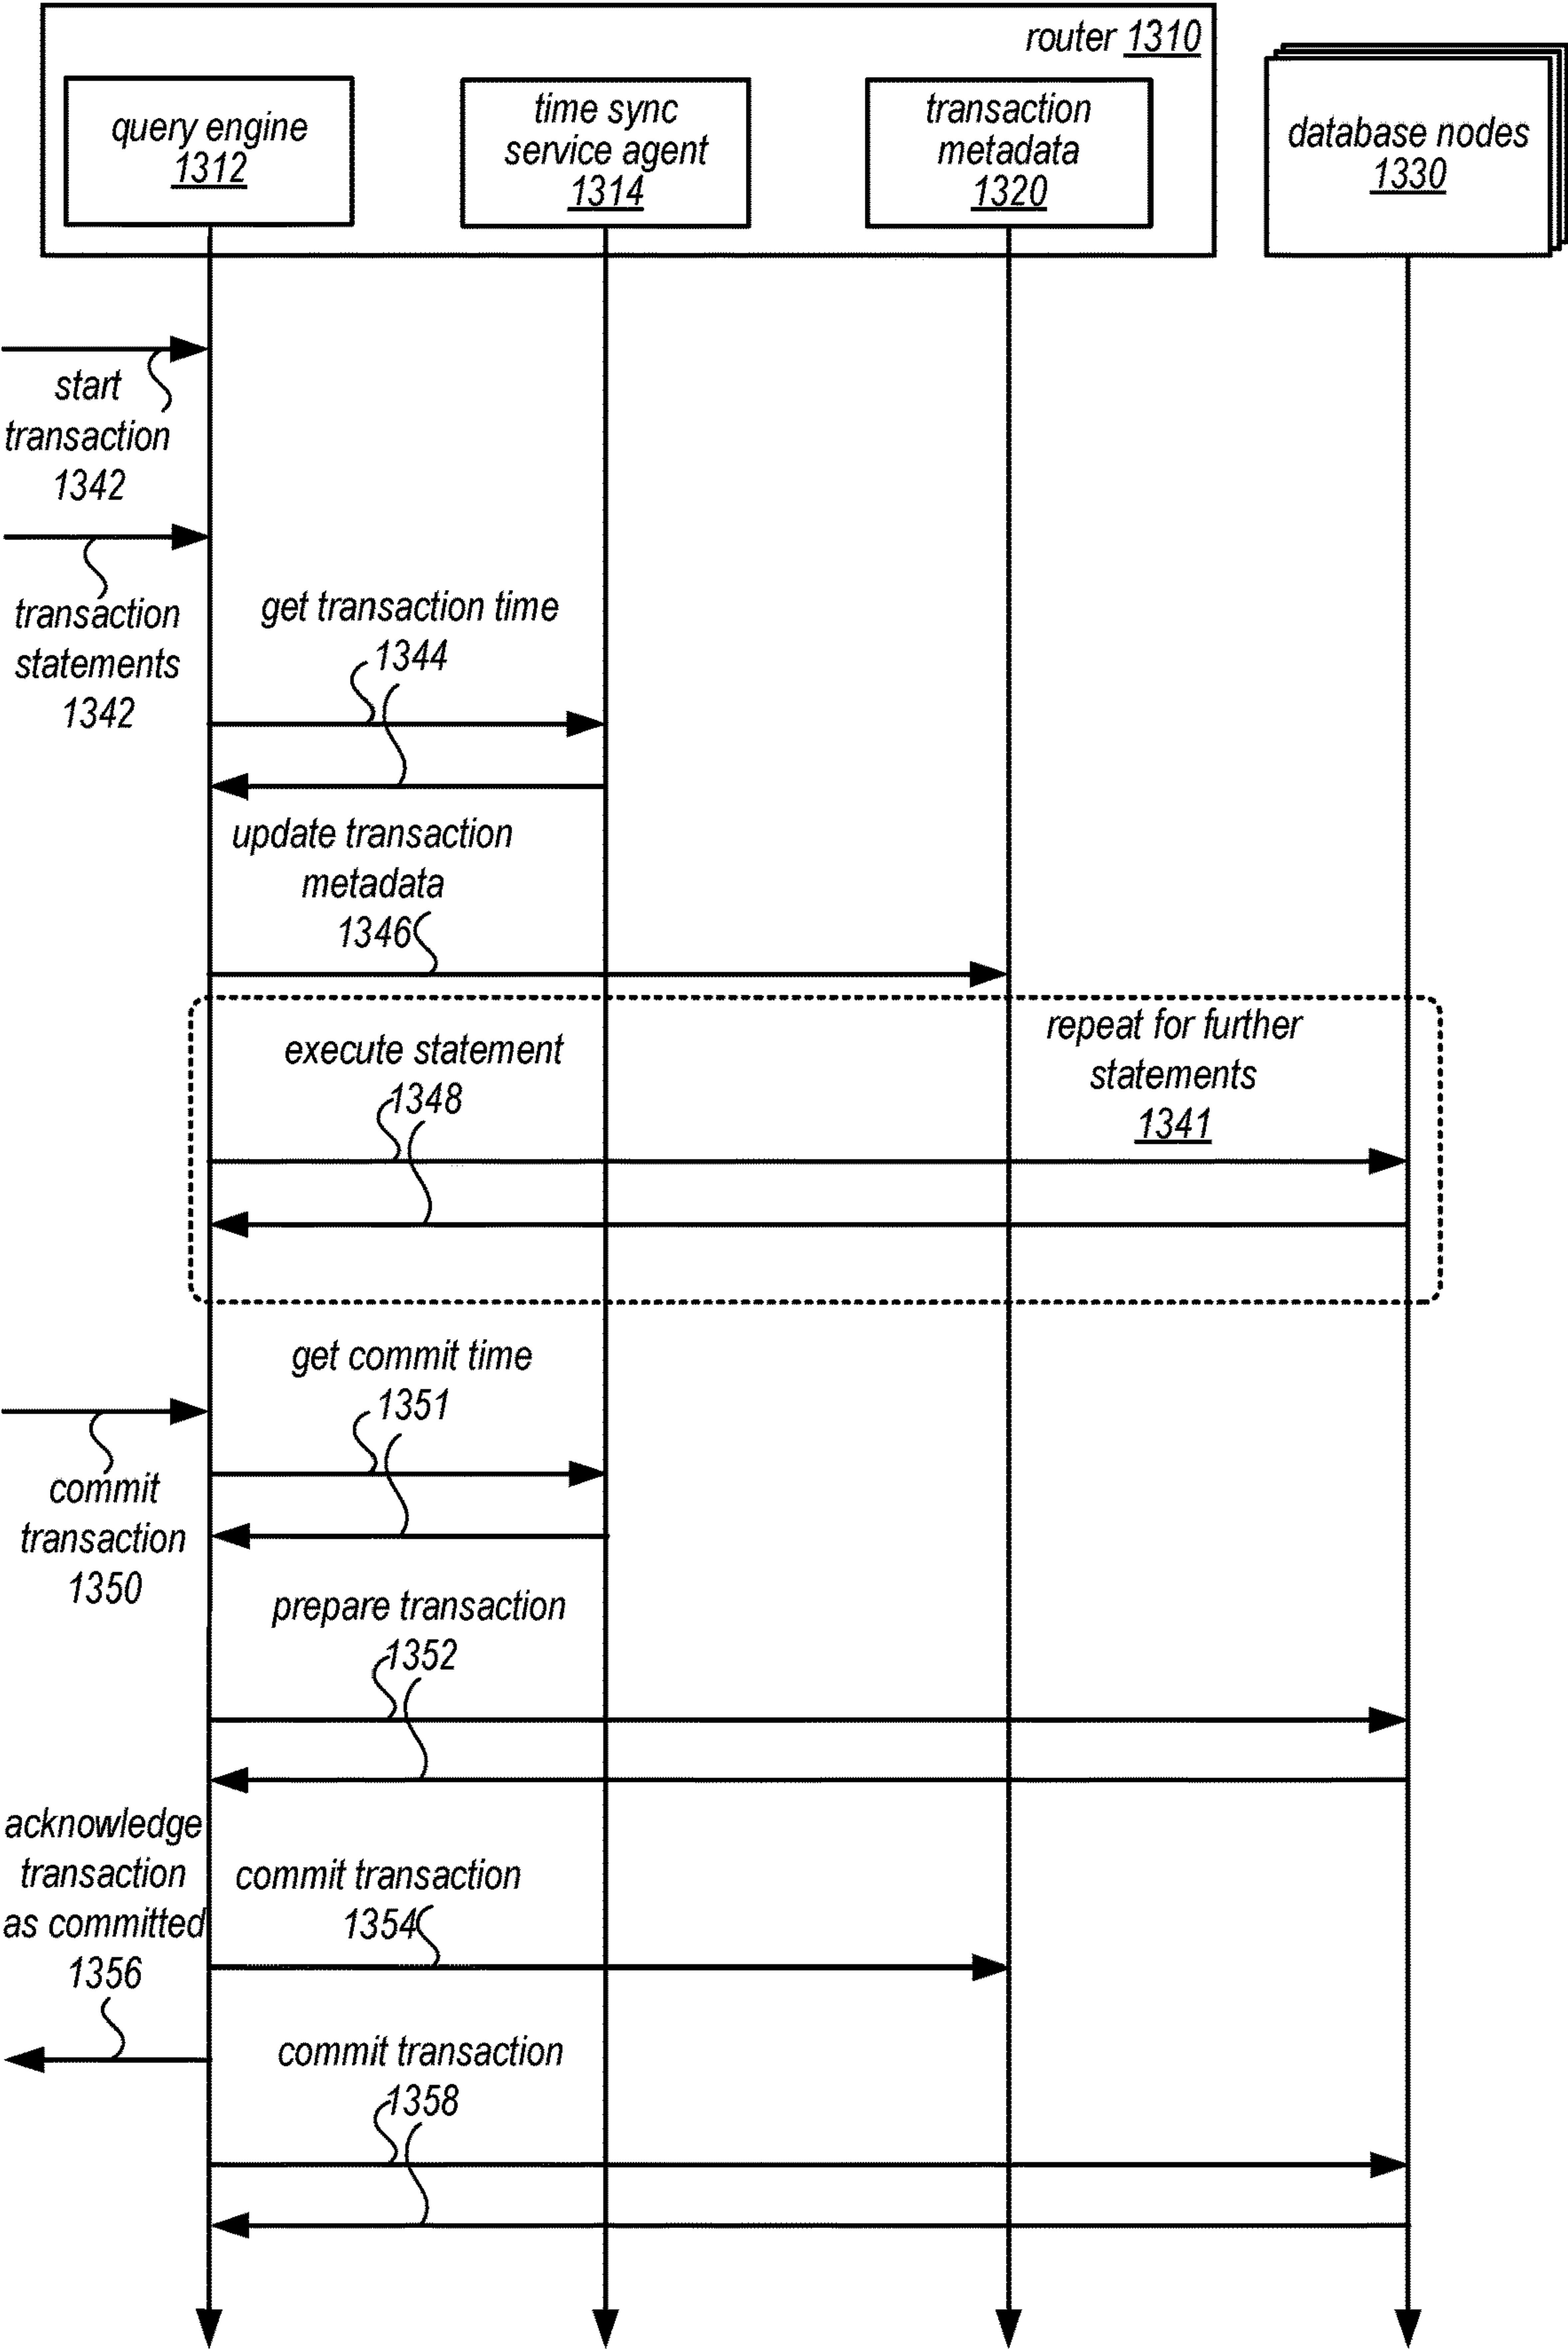 router 1310
query engine
1312
time sync
service agent
1314
transaction
metadata
1320
database nodes
1330
start
transaction
1342
transaction
statements
1342
get transaction time
1344
update transaction
metadata
1346
execute statement
1348
repeat for further
statements
1341
get commit time
1351
commit
transaction
1350
prepare transaction
1352
acknowledge
transaction
as committed
1356
commit transaction
1354
commit transaction
1358